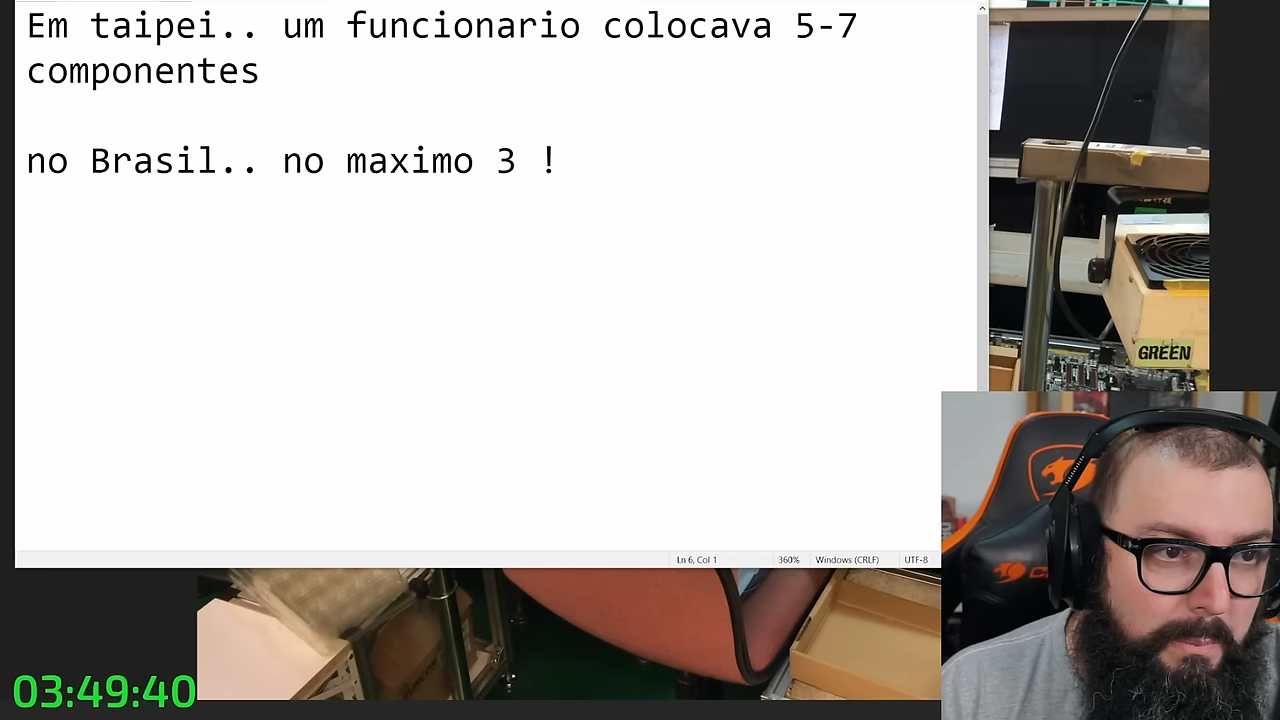 Em taipei.. um funcionario colocava 5-7
componentes
no Brasil.. no maximo 3 !
GREEN
Ln 6, Col 1
360%
Windows (CRLF)
UTF-8
03:49:40